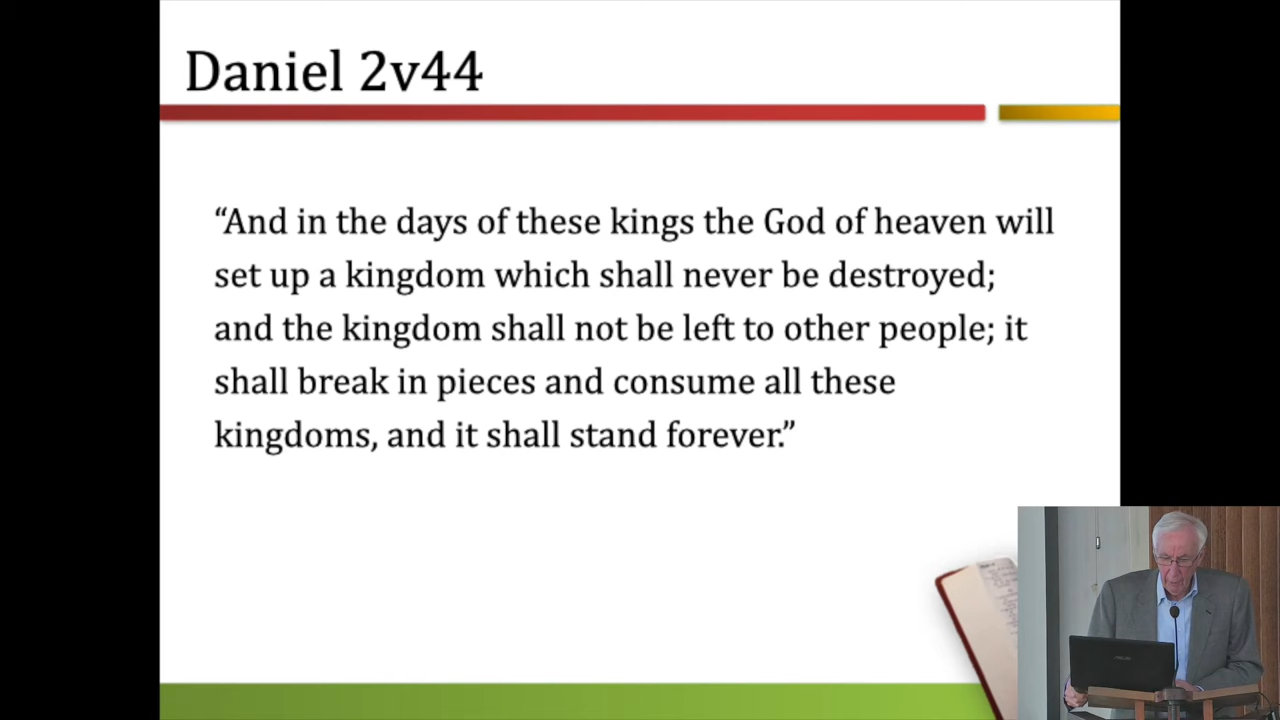 Daniel 2v44
“And in the days of these kings the God of heaven will
set up a kingdom which shall never be destroyed;
and the kingdom shall not be left to other people; it
shall break in pieces and consume all these
kingdoms, and it shall stand forever.”